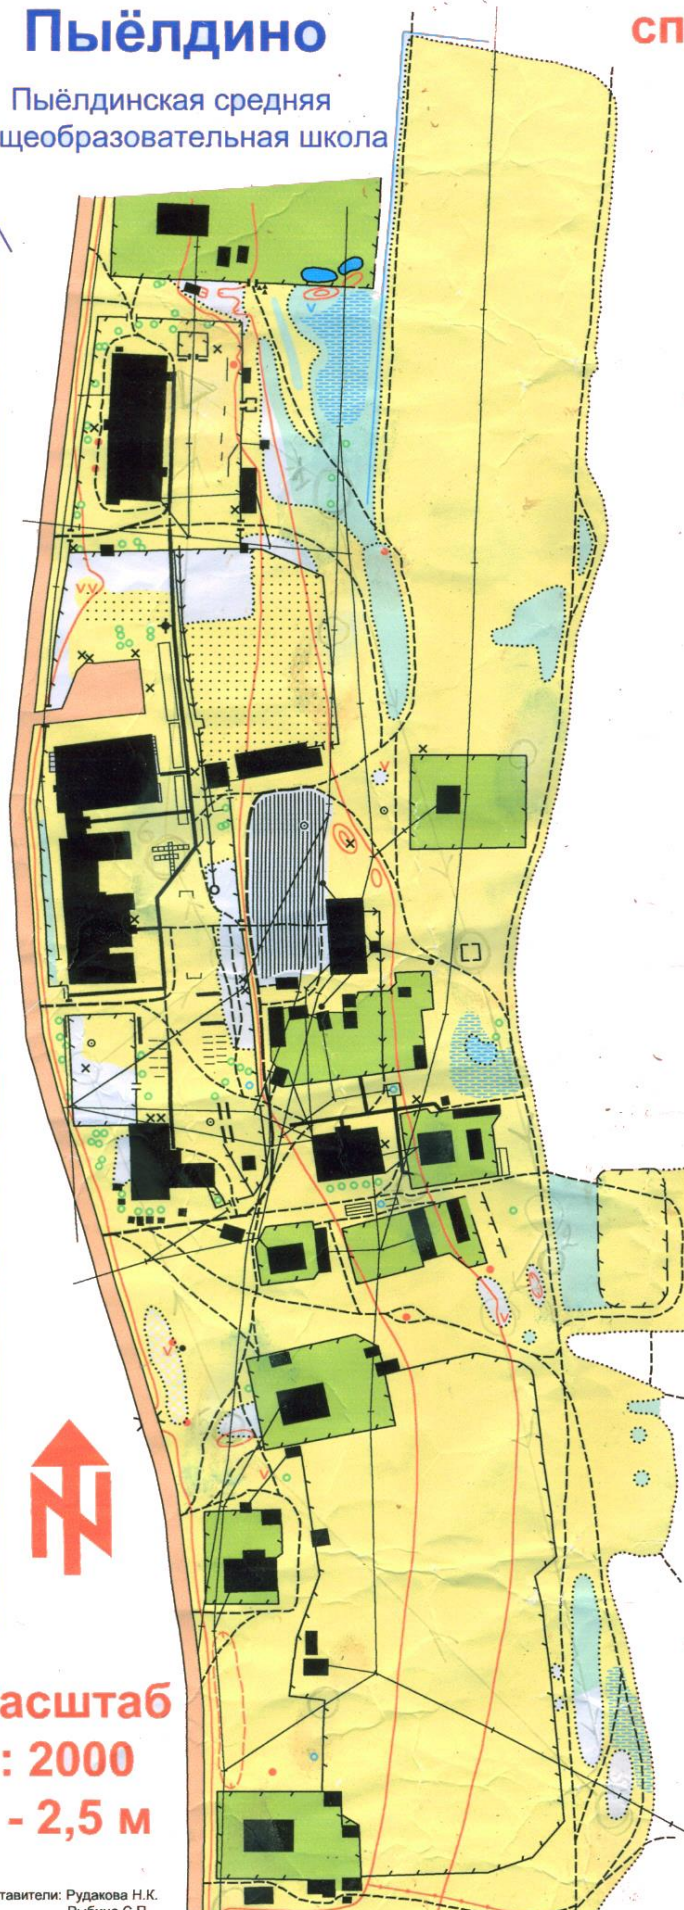 Пыёлдино
сп
Пыёлдинская средняя
щеобразовательная школа
N
асштаб
: 2000
- 2,5 м
тавители: Рудакова Н.К.